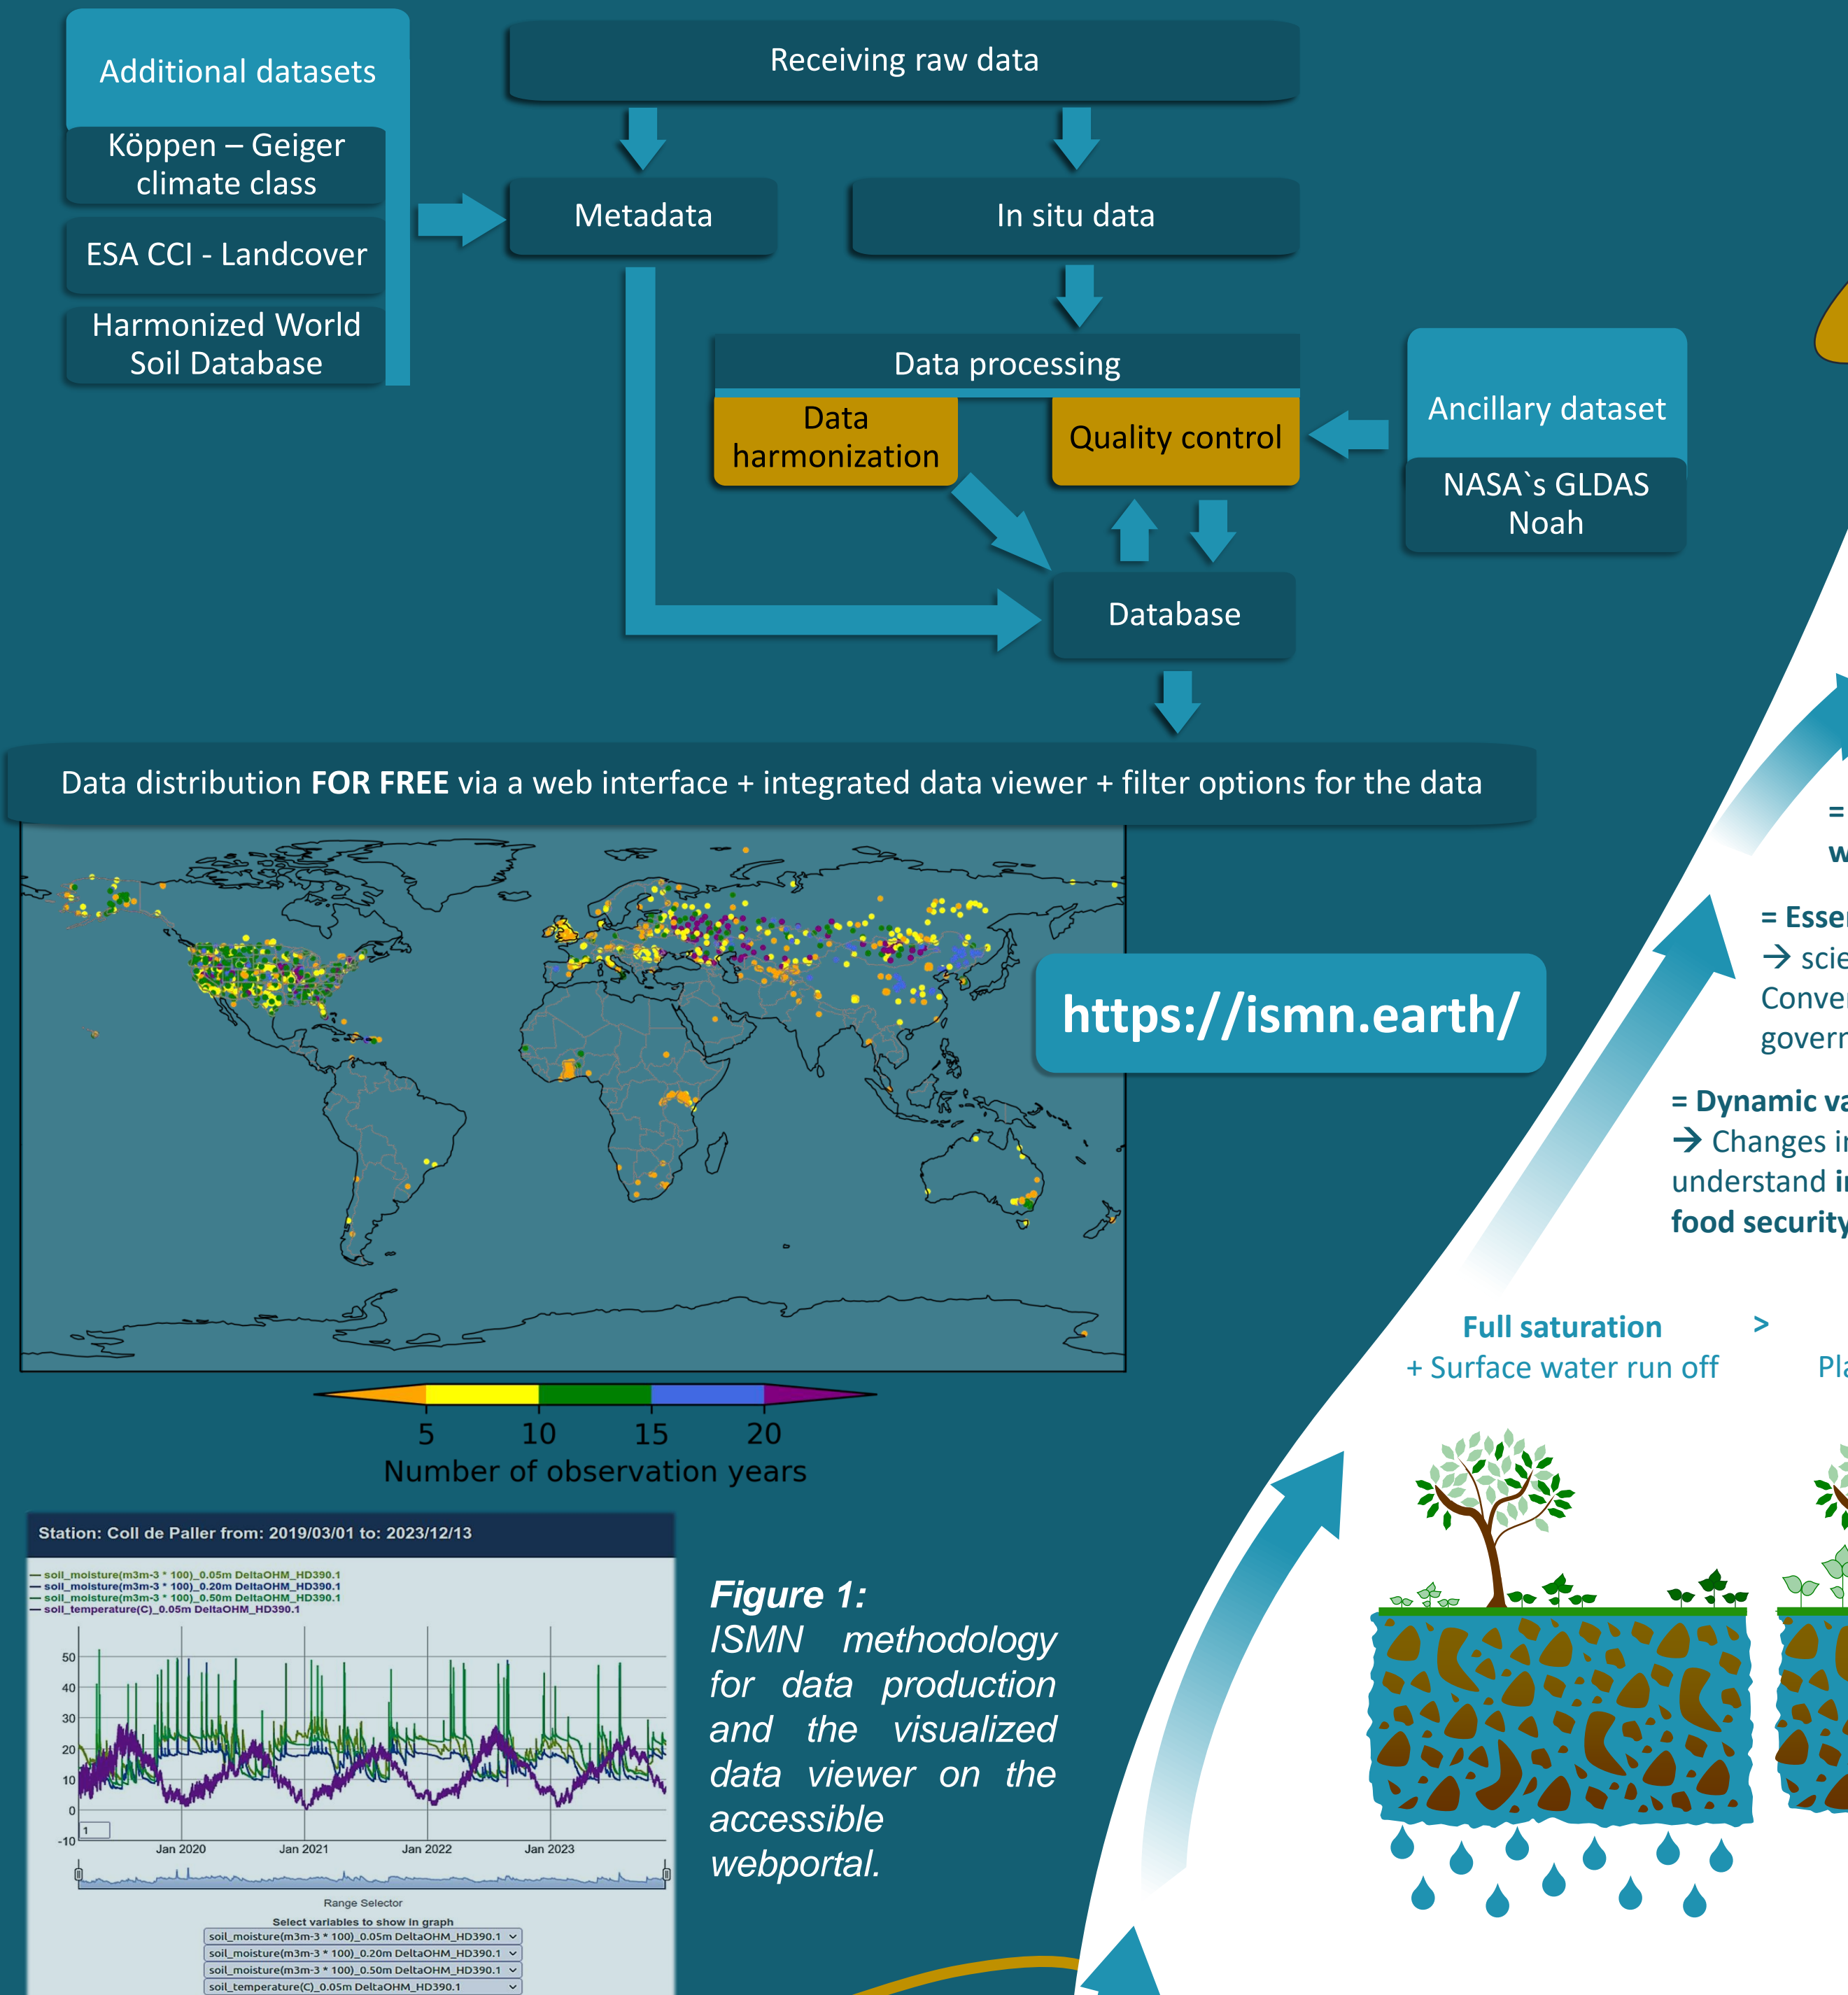 Additional datasets
Köppen – Geiger
climate class
ESA CCI - Landcover
Harmonized World
Soil Database
Receiving raw data
Metadata
In situ data
Data processing
Data
harmonization
Quality control
Ancillary dataset
NASA`s GLDAS
Noah
Database
Data distribution FOR FREE via a web interface + integrated data viewer + filter options for the data
https://ismn.earth/
5 10 15 20
Number of observation years
Station: Coll de Paller from: 2019/03/01 to: 2023/12/13
soil_moisture(m3m-3 * 100)_0.05m DeltaOHM_HD390.1
soil_moisture(m3m-3 * 100)_0.20m DeltaOHM_HD390.1
soil_moisture(m3m-3 * 100)_0.50m DeltaOHM_HD390.1
soil_temperature(C)_0.05m DeltaOHM_HD390.1
50
40
30
20
10
0
-10
1
Jan 2020 Jan 2021 Jan 2022 Jan 2023
Range Selector
Select variables to show in graph
soil_moisture(m3m-3 * 100)_0.05m DeltaOHM_HD390.1
soil_moisture(m3m-3 * 100)_0.20m DeltaOHM_HD390.1
soil_moisture(m3m-3 * 100)_0.50m DeltaOHM_HD390.1
soil_temperature(C)_0.05m DeltaOHM_HD390.1
Figure 1:
ISMN methodology
for data production
and the visualized
data viewer on the
accessible
webportal.
=
= 
→
= Dynamic
→ Changes
understand
food security
Full saturation >
+ Surface water run off